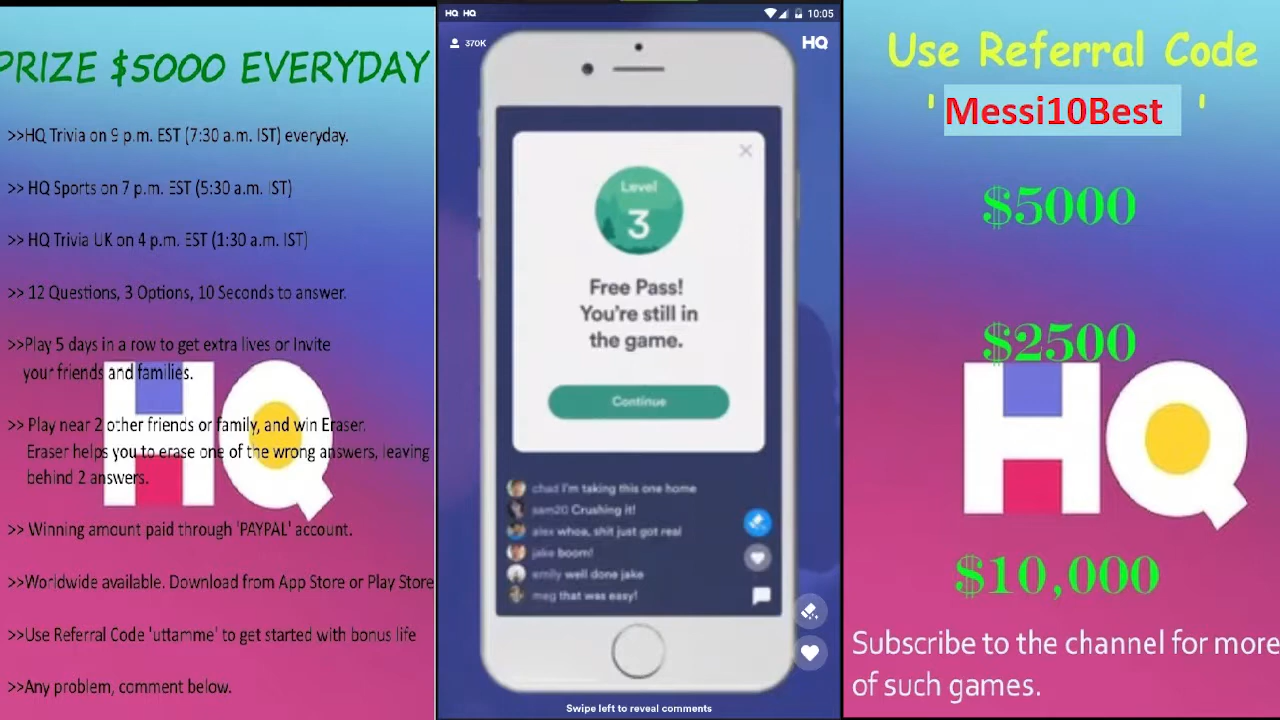 PRIZE $5000 EVERYDAY
>>HQ Trivia on 9 p.m. EST (7:30 a.m. IST) everyday.
>> HQ Sports on 7 p.m. EST (5:30 a.m. IST)
>> HQ Trivia UK on 4 p.m. EST (1:30 a.m. IST)
>> 12 Questions, 3 Options, 10 Seconds to answer.
>>Play 5 days in a row to get extra lives or Invite
your friends and families.
>> Play near 2 other friends or family, and win Eraser.
Eraser helps you to erase one of the wrong answers, leaving
behind 2 answers.
>> Winning amount paid through 'PAYPAL' account.
>>Worldwide available. Download from App Store or Play Store
>>Use Referral Code 'uttamme' to get started with bonus life
>>Any problem, comment below.
HQ
HQ HQ
10:05
370K
HQ
Level
3
Free Pass!
You're still in
the game.
Continue
chad I'm taking this one home
sam20 Crushing it!
alex whoa, shit just got real
jake boom!
emily well done jake
meg that was easy!
Swipe left to reveal comments
Use Referral Code
' Messi10Best '
$5000
$2500
HQ
$10,000
Subscribe to the channel for more
of such games.